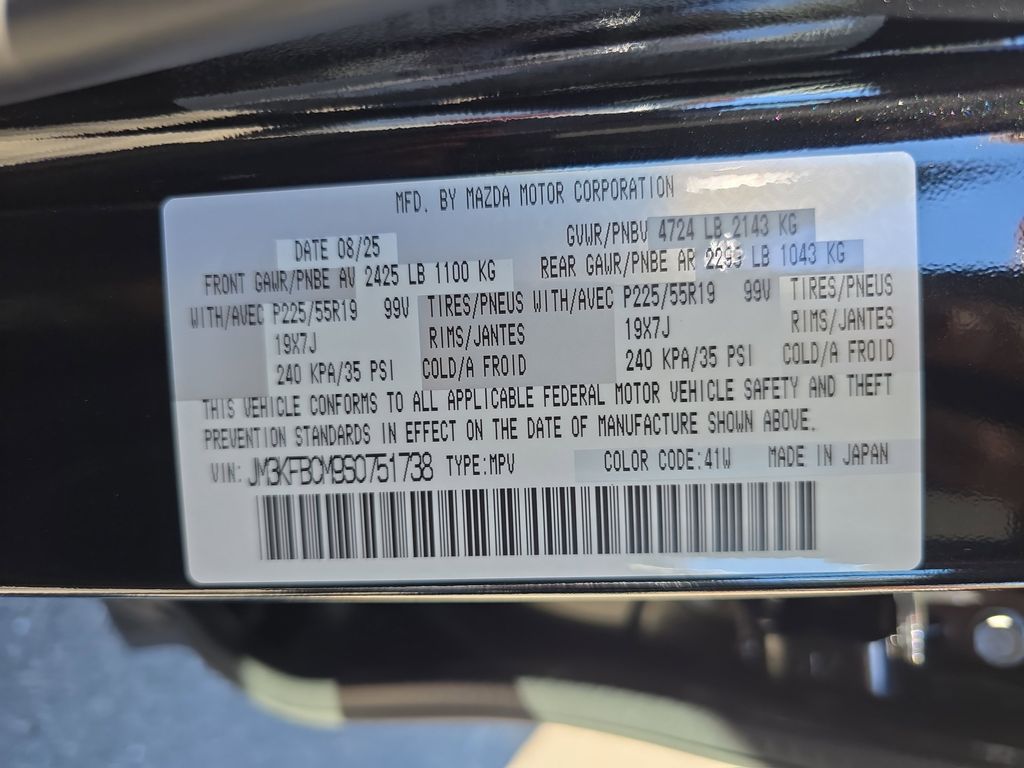 MFD. BY MAZDA MOTOR CORPORATION
DATE 08/25 GVWR/PNBV 4724 LB 2143 KG
FRONT GAWR/PNBE AV 2425 LB 1100 KG REAR GAWR/PNBE AR 2299 LB 1043 KG
WITH/AVEC P225/55R19 99V TIRES/PNEUS WITH/AVEC P225/55R19 99V TIRES/PNEUS
19X7J RIMS/JANTES 19X7J RIMS/JANTES
240 KPA/35 PSI COLD/A FROID 240 KPA/35 PSI COLD/A FROID
THIS VEHICLE CONFORMS TO ALL APPLICABLE FEDERAL MOTOR VEHICLE SAFETY AND THEFT
PREVENTION STANDARDS IN EFFECT ON THE DATE OF MANUFACTURE SHOWN ABOVE.
VIN: JM3KFBCM9S0751738 TYPE:MPV COLOR CODE:41W MADE IN JAPAN